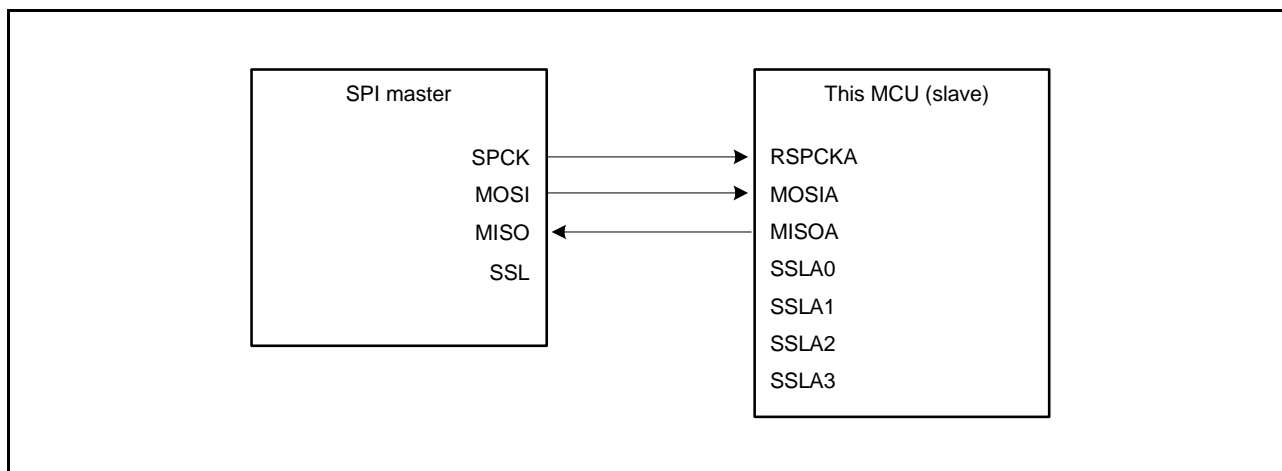 SPI master
SPCK
MOSI
MISO
SSL
This MCU (slave)
RSPCKA
MOSIA
MISOA
SSLA0
SSLA1
SSLA2
SSLA3